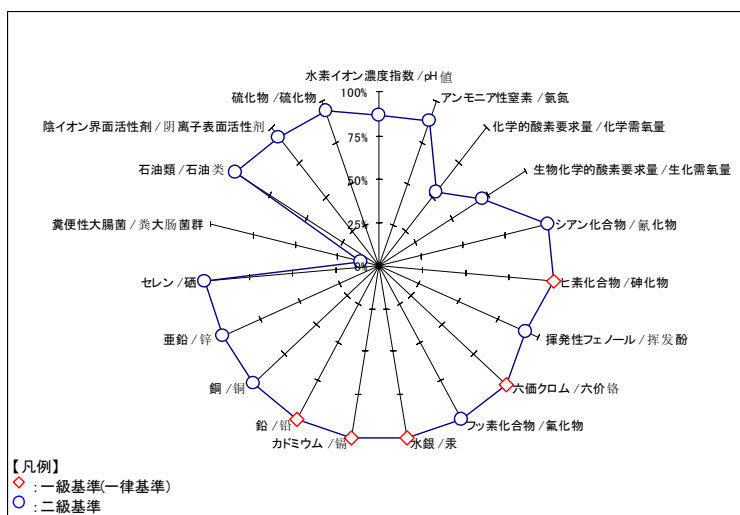 水素イオン濃度指数/pH値
硫化物/硫化物
アンモニア性窒素/氨氮
陰イオン界面活性剤/阴离子表面活性剂
化学的酸素要求量/化学需氧量
石油類/石油类
生物化学的酸素要求量/生化需氧量
糞便性大腸菌/粪大肠菌群
シアン化合物/氰化物
セレン/硒
ヒ素化合物/砷化物
亜鉛/锌
揮発性フェノール/挥发酚
銅/铜
六価クロム/六价铬
鉛/铅
フッ素化合物/氟化物
カドミウム/镉
水銀/汞
100%
75%
50%
25%
0%
【凡例】
◇:一級基準(一律基準)
○:二級基準